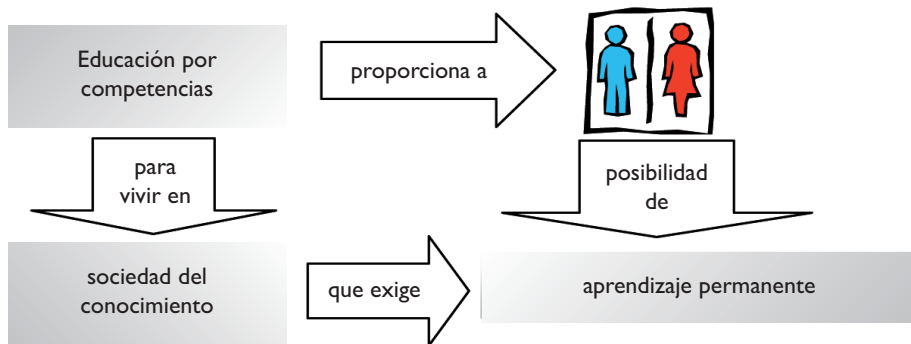 Educación por
competencias
proporciona a
para
vivir en
posibilidad
de
sociedad del
conocimiento
que exige
aprendizaje permanente